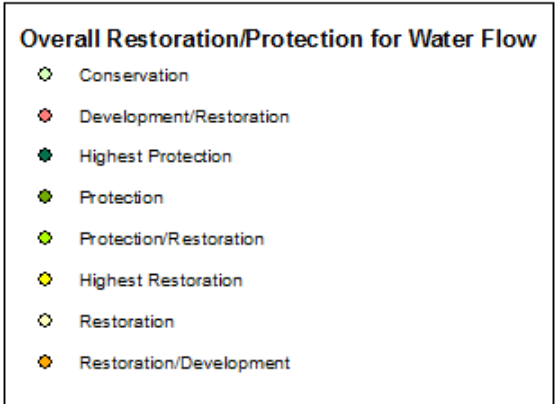 Overall Restoration/Protection for Water Flow
Conservation
Development/Restoration
Highest Protection
Protection
Protection/Restoration
Highest Restoration
Restoration
Restoration/Development